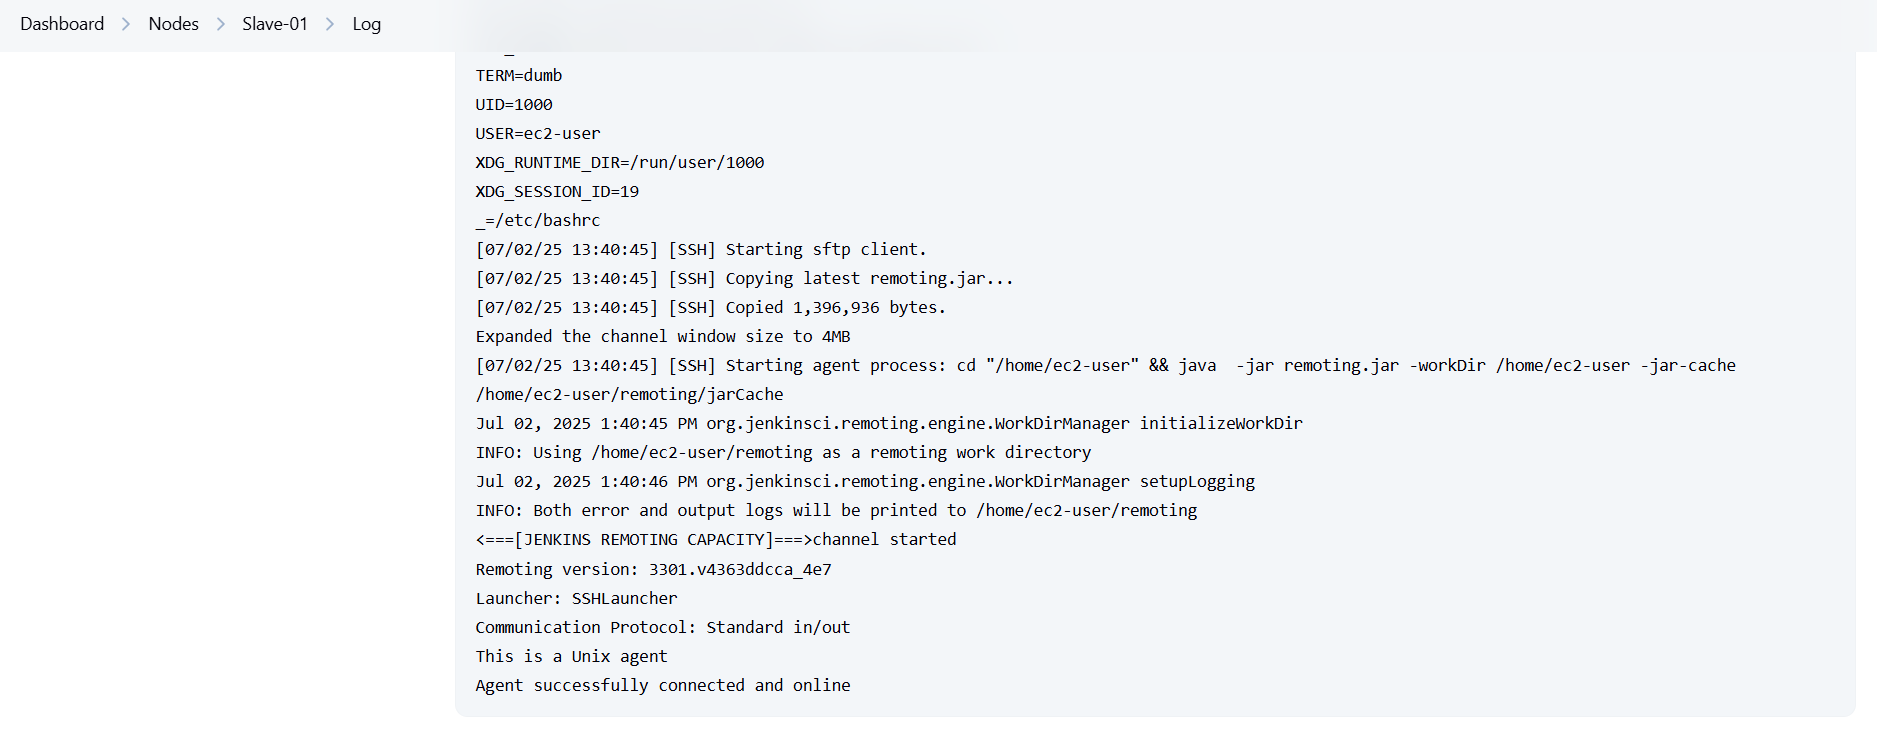 Dashboard > Nodes > Slave-01 > Log
TERM=dumb
UID=1000
USER=ec2-user
XDG_RUNTIME_DIR=/run/user/1000
XDG_SESSION_ID=19
_=/etc/bashrc
[07/02/25 13:40:45] [SSH] Starting sftp client.
[07/02/25 13:40:45] [SSH] Copying latest remoting.jar...
[07/02/25 13:40:45] [SSH] Copied 1,396,936 bytes.
Expanded the channel window size to 4MB
[07/02/25 13:40:45] [SSH] Starting agent process: cd "/home/ec2-user" && java  -jar remoting.jar -workDir /home/ec2-user -jar-cache
/home/ec2-user/remoting/jarCache
Jul 02, 2025 1:40:45 PM org.jenkinsci.remoting.engine.WorkDirManager initializeWorkDir
INFO: Using /home/ec2-user/remoting as a remoting work directory
Jul 02, 2025 1:40:46 PM org.jenkinsci.remoting.engine.WorkDirManager setupLogging
INFO: Both error and output logs will be printed to /home/ec2-user/remoting
<===[JENKINS REMOTING CAPACITY]===>channel started
Remoting version: 3301.v4363ddcca_4e7
Launcher: SSHLauncher
Communication Protocol: Standard in/out
This is a Unix agent
Agent successfully connected and online